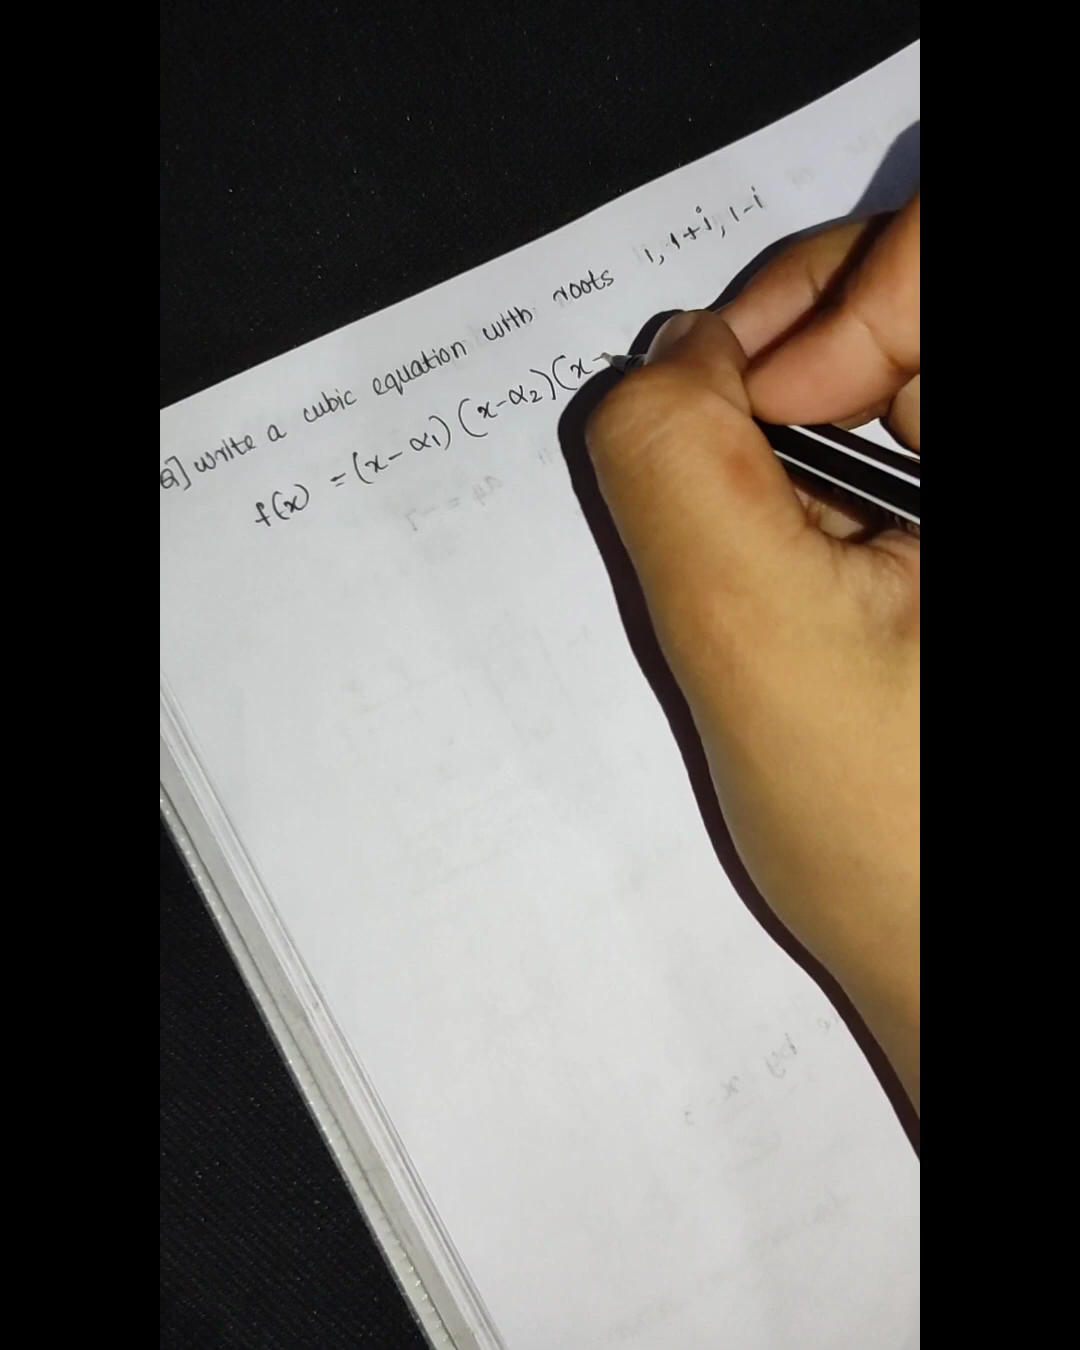 Q] write a cubic equation with roots 1, 1+i, 1-i
f(x) = (x-α₁) (x-α₂) (x-